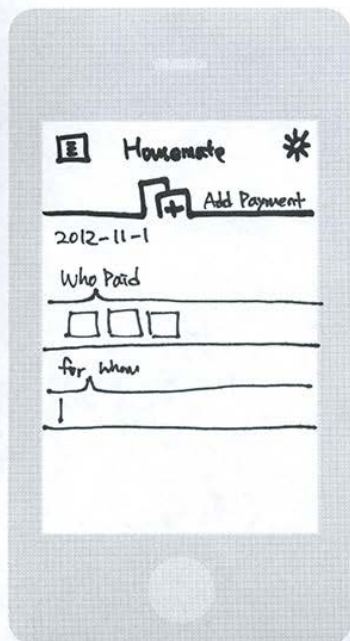 Housemate
Add Payment
2012-11-1
Who Paid
for whom